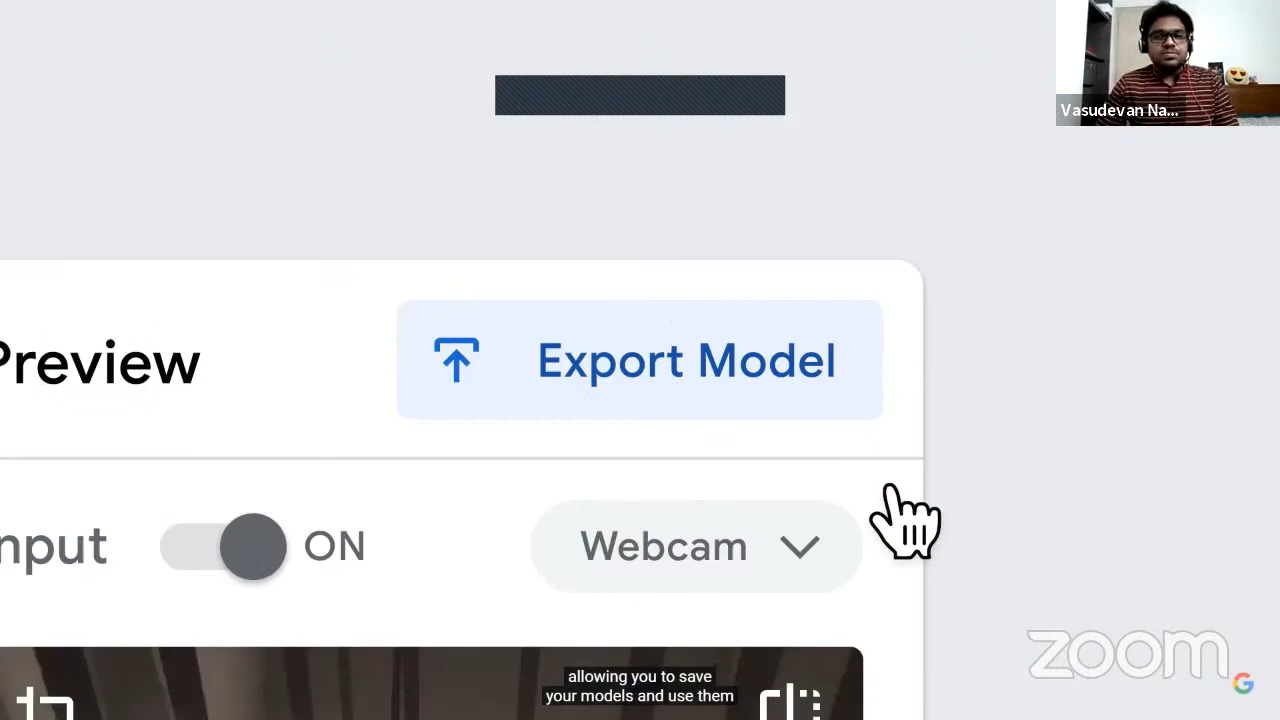 Vasudevan Na...
Preview
Export Model
nput
ON
Webcam
allowing you to save
your models and use them
zoom
G